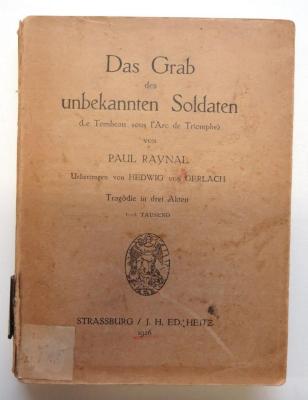 Das Grab
des
unbekannten Soldaten
(Le Tombeau sous l'Arc de Triomphe)
von
PAUL RAYNAL
Uebertragen von HEDWIG von GERLACH
Tragödie in drei Akten
TAUSEND
STRASSBURG / J. H. ED. HEITZ
1926